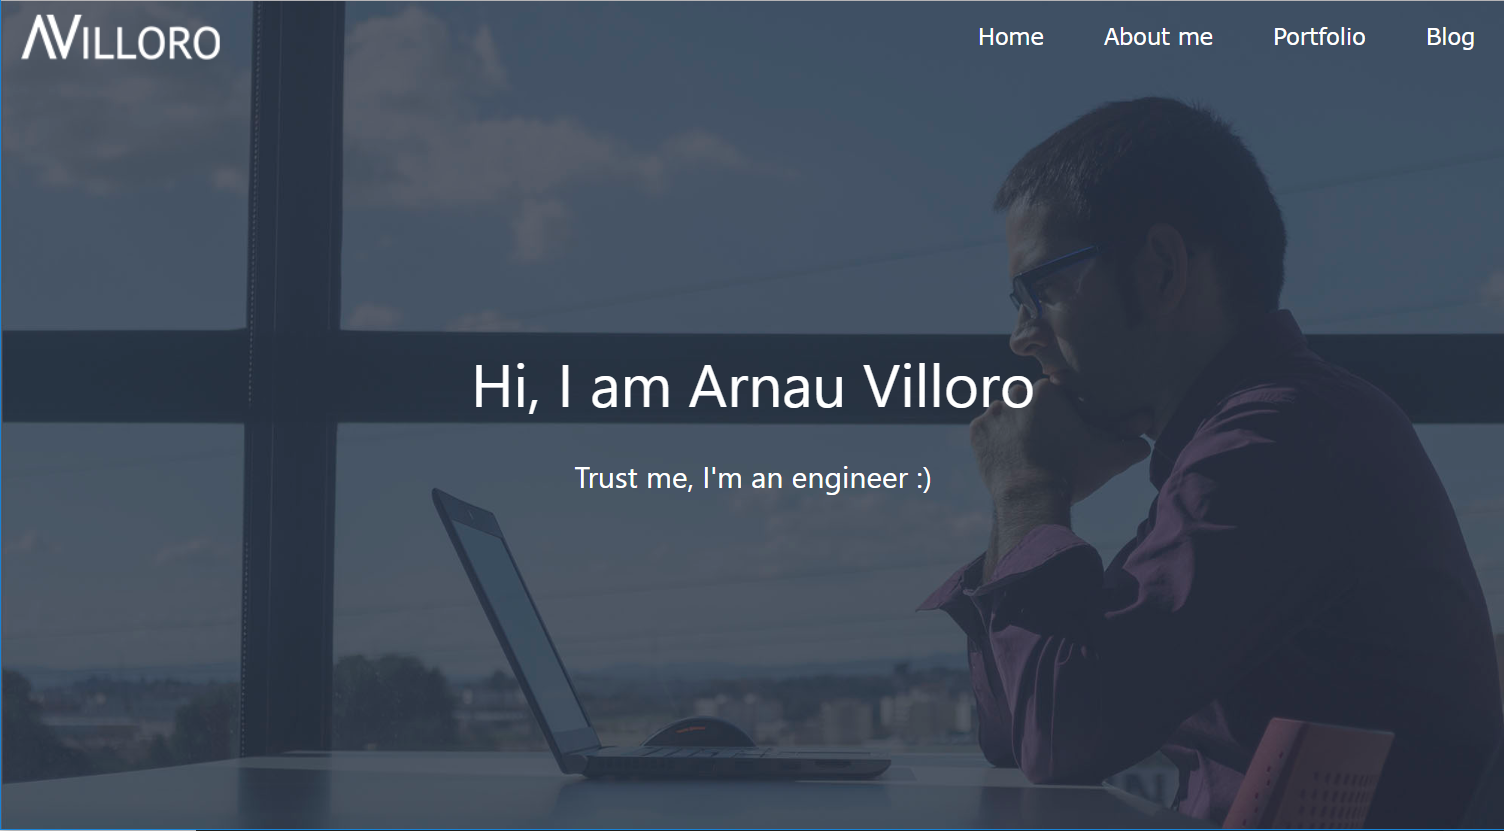 AVILLORO
Home About me Portfolio Blog
Hi, I am Arnau Villoro
Trust me, I'm an engineer :)